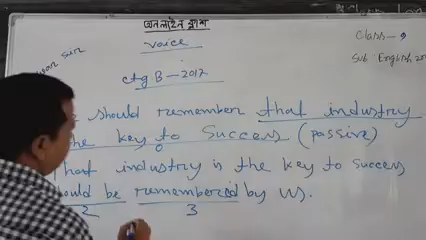 অনলাইন ক্লাশ
voice
Class- 9
Sub English 2n
ctg B-2017
should remember that industry
the key to Success (passive)
that industry is the key to success
should be remembered by us.
2 3